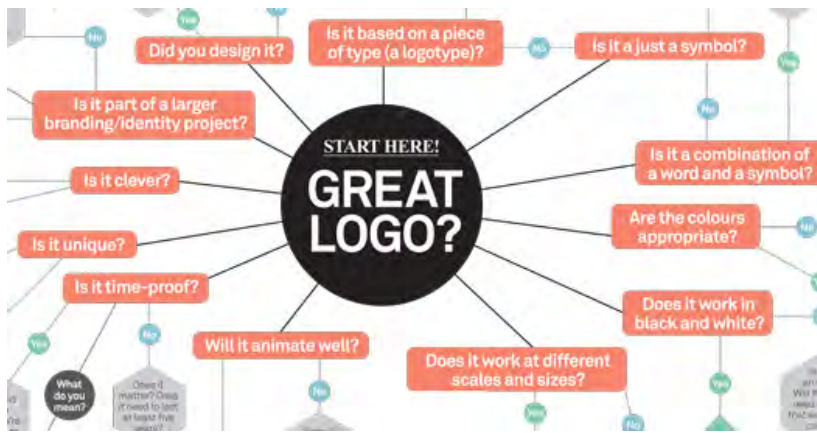 Yes
No
Did you design it?
Is it based on a piece
of type (a logotype)?
No
Is it a just a symbol?
Yes
No
Is it part of a larger
branding/identity project?
START HERE!
GREAT
LOGO?
Is it a combination of
a word and a symbol?
Is it clever?
Are the colours
appropriate?
No
Is it unique?
Is it time-proof?
Does it work in
black and white?
Yes
No
Will it animate well?
Does it work at different
scales and sizes?
What
do you
mean?
Does it
matter? Does
it need to last
at least five
years?
No
Yes
No
Yes